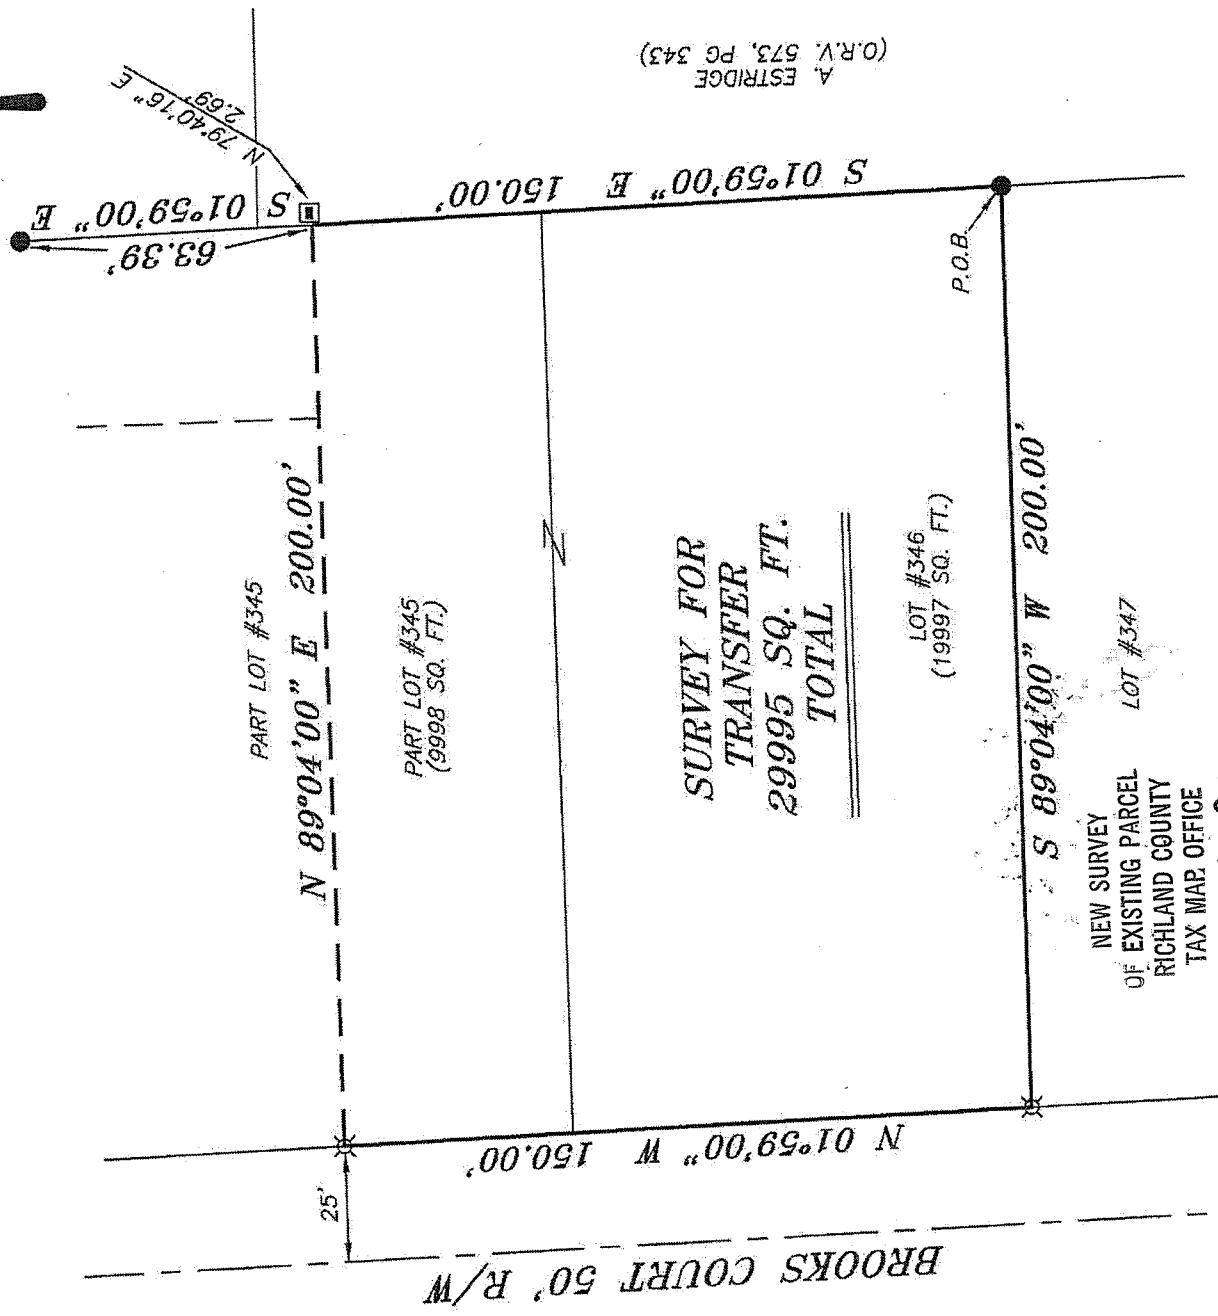 A. ESTRIDGE
(O.R.V. 573, PG 343)
N 79°40'16" E
2.69'
S 01°59'00" E
63.39'
S 01°59'00" E 150.00'
P.O.B.
PART LOT #345
N 89°04'00" E 200.00'
PART LOT #345
(9998 SQ. FT.)
SURVEY FOR
TRANSFER
29995 SQ. FT.
TOTAL
LOT #346
(19997 SQ. FT.)
S 89°04'00" W 200.00'
LOT #347
NEW SURVEY
OF EXISTING PARCEL
RICHLAND COUNTY
TAX MAP OFFICE
N 01°59'00" W 150.00'
25'
BROOKS COURT 50' R/W